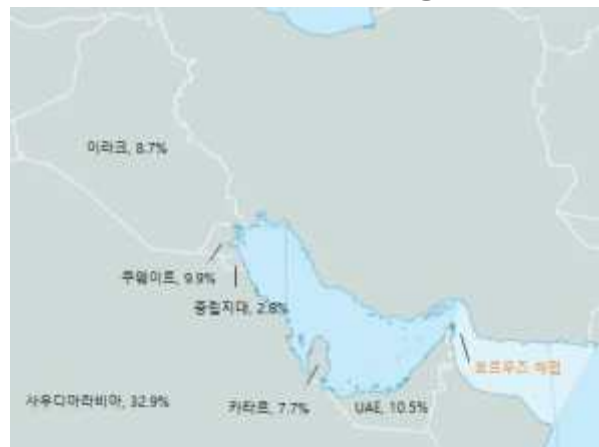 이라크, 8.7%
쿠웨이트, 9.9%
중립지대, 2.8%
사우디아라비아, 32.9%
카타르, 7.7%
UAE, 10.5%
호르무즈 해협